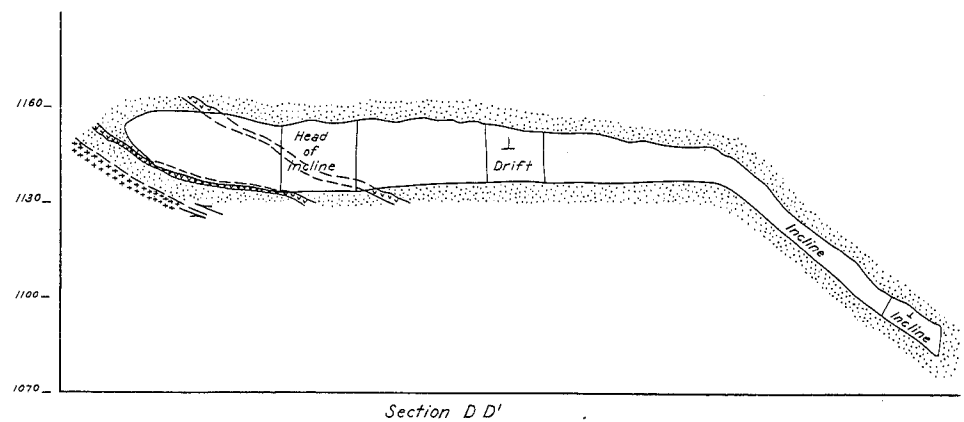 1160
Head
of
Incline
⊥
Drift
1130
Incline
1100
⊥
Incline
1070
Section D D'